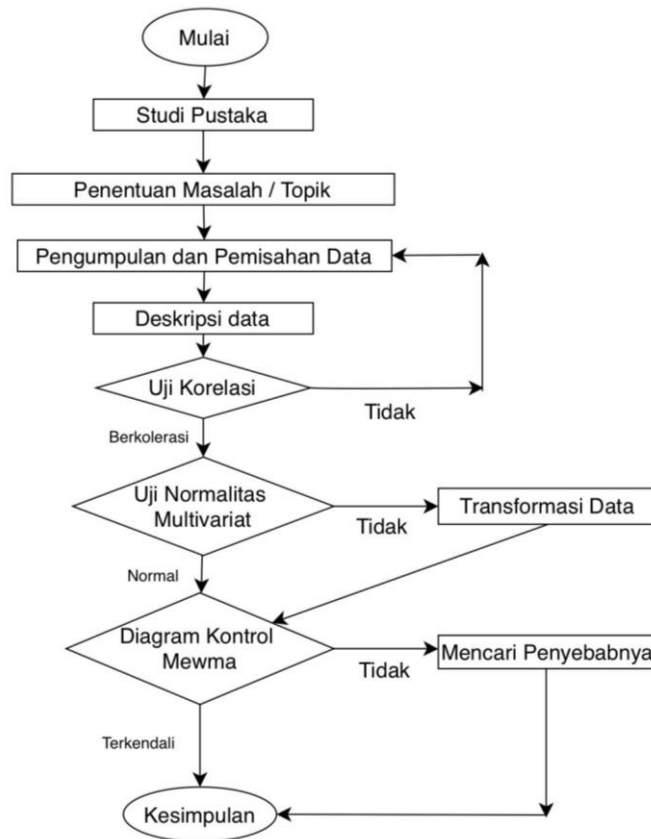 Mulai
Studi Pustaka
Penentuan Masalah / Topik
Pengumpulan dan Pemisahan Data
Deskripsi data
Uji Korelasi
Tidak
Berkolerasi
Uji Normalitas
Multivariat
Tidak
Transformasi Data
Normal
Diagram Kontrol
Mewma
Tidak
Mencari Penyebabnya
Terkendali
Kesimpulan